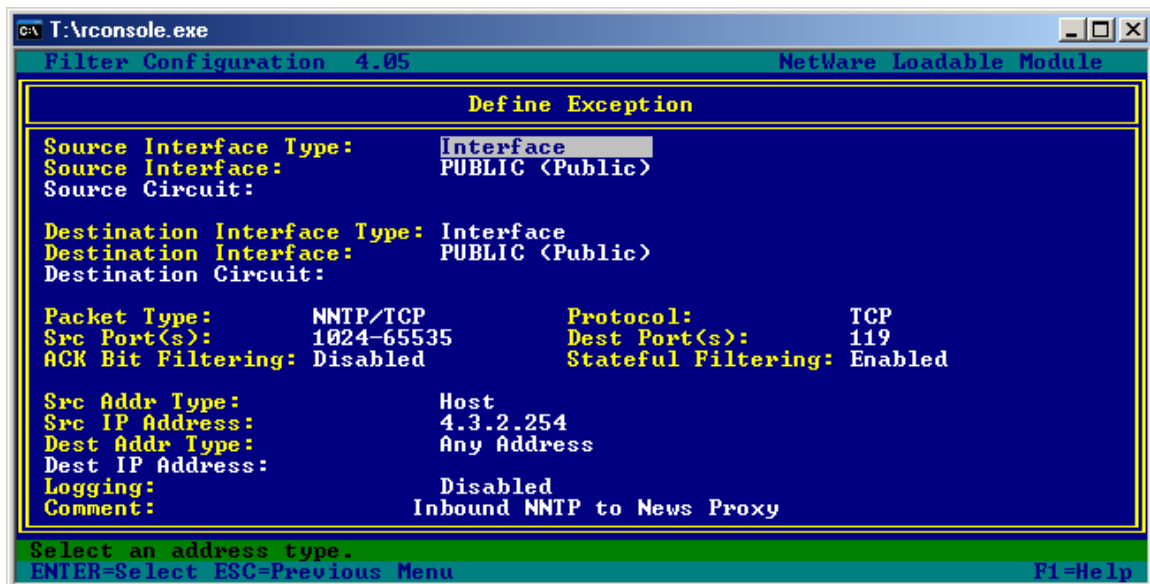 T:\rconsole.exe
Filter Configuration 4.05 NetWare Loadable Module
Define Exception
Source Interface Type: Interface
Source Interface: PUBLIC (Public)
Source Circuit:
Destination Interface Type: Interface
Destination Interface: PUBLIC (Public)
Destination Circuit:
Packet Type: NNTP/TCP Protocol: TCP
Src Port(s): 1024-65535 Dest Port(s): 119
ACK Bit Filtering: Disabled Stateful Filtering: Enabled
Src Addr Type: Host
Src IP Address: 4.3.2.254
Dest Addr Type: Any Address
Dest IP Address:
Logging: Disabled
Comment: Inbound NNTP to News Proxy
Select an address type.
ENTER=Select ESC=Previous Menu F1=Help